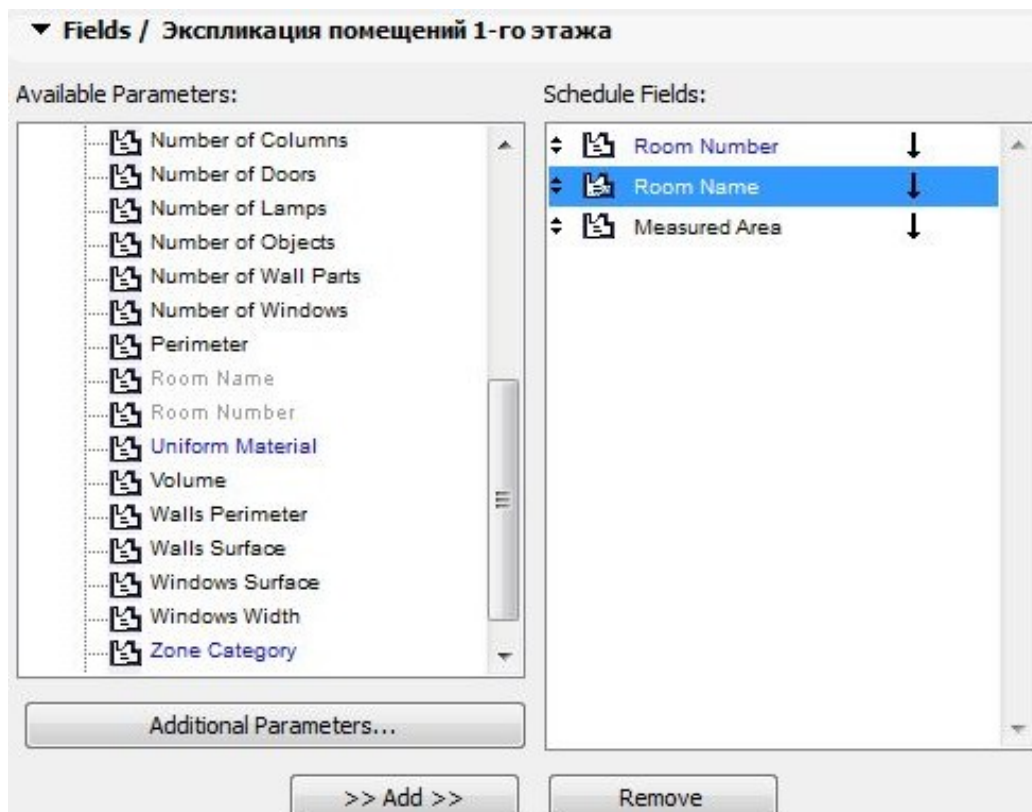 Fields / Экспликация помещений 1-го этажа
Available Parameters:
Number of Columns
Number of Doors
Number of Lamps
Number of Objects
Number of Wall Parts
Number of Windows
Perimeter
Room Name
Room Number
Uniform Material
Volume
Walls Perimeter
Walls Surface
Windows Surface
Windows Width
Zone Category
Additional Parameters...
Schedule Fields:
Room Number
Room Name
Measured Area
>> Add >>
Remove